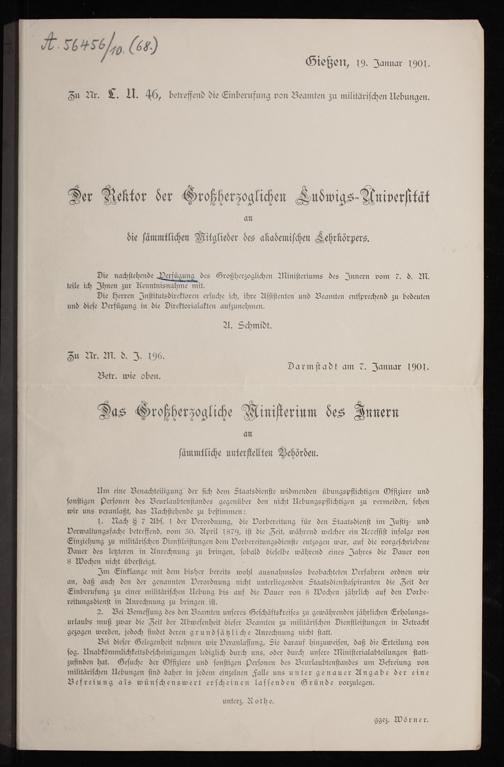 A. 56456/10. (68.)
Gießen, 19. Januar 1901.
Zu Nr. L. U. 46, betreffend die Einberufung von Beamten zu militärischen Uebungen.
Der Rektor der Großherzoglichen Ludwigs-Universität
an
die sämmtlichen Mitglieder des akademischen Lehrkörpers.
Die nachstehende Verfügung des Großherzoglichen Ministeriums des Innern vom 7. d. M.
teile ich Ihnen zur Kenntnisnahme mit.
Die Herren Institutsdirektoren ersuche ich, ihre Assistenten und Beamten entsprechend zu bedeuten
und diese Verfügung in die Direktorialakten aufzunehmen.
A. Schmidt.
Zu Nr. M. d. J. 196.
Darmstadt am 7. Januar 1901.
Betr. wie oben.
Das Großherzogliche Ministerium des Innern
an
sämmtliche unterstellten Behörden.
Um eine Benachteiligung der sich dem Staatsdienste widmenden übungspflichtigen Offiziere und
sonstigen Personen des Beurlaubtenstandes gegenüber den nicht Uebungspflichtigen zu vermeiden, sehen
wir uns veranlaßt, das Nachstehende zu bestimmen:
1. Nach § 7 Abs. 1 der Verordnung, die Vorbereitung für den Staatsdienst im Justiz- und
Verwaltungsfache betreffend, vom 30. April 1879, ist die Zeit, während welcher ein Accessist infolge von
Einziehung zu militärischen Dienstleistungen dem Vorbereitungsdienste entzogen war, auf die vorgeschriebene
Dauer des letzteren in Anrechnung zu bringen, sobald dieselbe während eines Jahres die Dauer von
8 Wochen nicht übersteigt.
Im Einklange mit dem bisher bereits wohl ausnahmslos beobachteten Verfahren ordnen wir
an, daß auch den der genannten Verordnung nicht unterliegenden Staatsdienstaspiranten die Zeit der
Einberufung zu einer militärischen Uebung bis auf die Dauer von 8 Wochen jährlich auf den Vorbe-
reitungsdienst in Anrechnung zu bringen ist.
2. Bei Bemessung des den Beamten unseres Geschäftskreises zu gewährenden jährlichen Erholungs-
urlaubs muß zwar die Zeit der Abwesenheit dieser Beamten zu militärischen Dienstleistungen in Betracht
gezogen werden, jedoch findet deren grundsätzliche Anrechnung nicht statt.
Bei dieser Gelegenheit nehmen wir Veranlassung, Sie darauf hinzuweisen, daß die Erteilung von
sog. Unabkömmlichkeitsbescheinigungen lediglich durch uns, oder durch unsere Ministerialabteilungen statt-
zufinden hat. Gesuche der Offiziere und sonstigen Personen des Beurlaubtenstandes um Befreiung von
militärischen Uebungen sind daher in jedem einzelnen Falle uns unter genauer Angabe der eine
Befreiung als wünschenswert erscheinen lassenden Gründe vorzulegen.
unterz. Rothe.
ggez. Wörner.